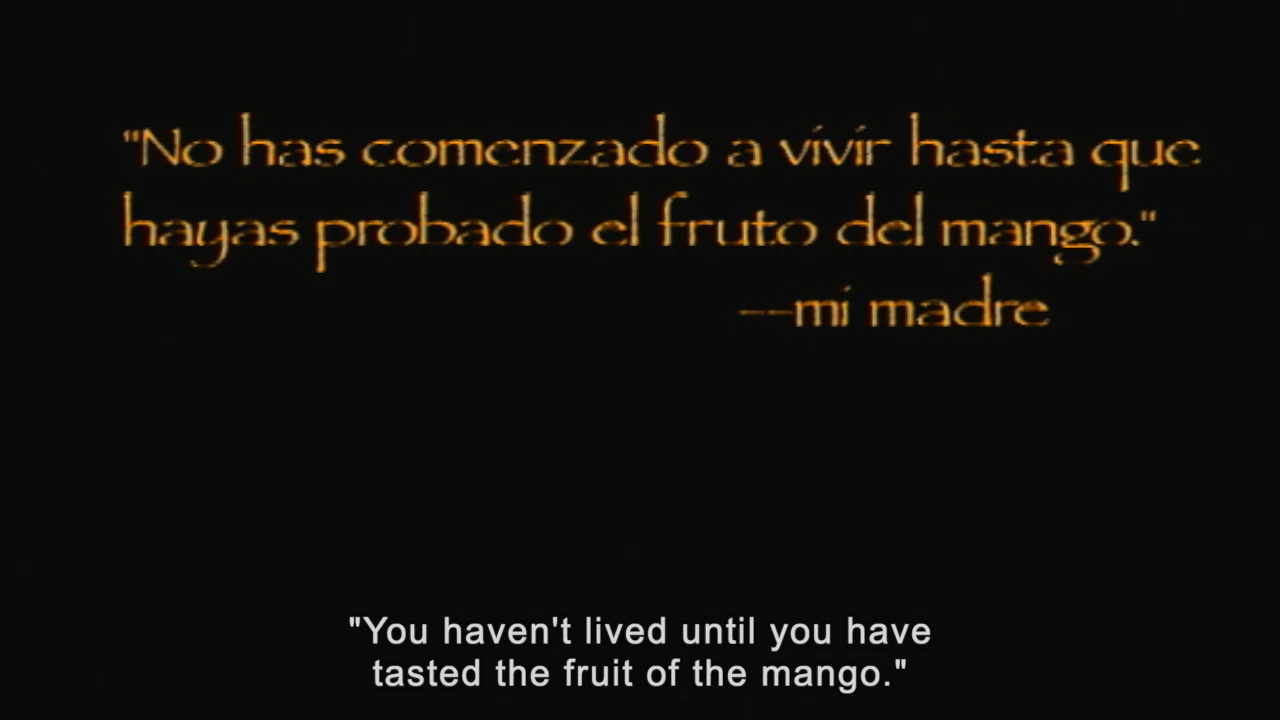 "No has comenzado a vivir hasta que
hayas probado el fruto del mango."
---mi madre
"You haven't lived until you have
tasted the fruit of the mango."